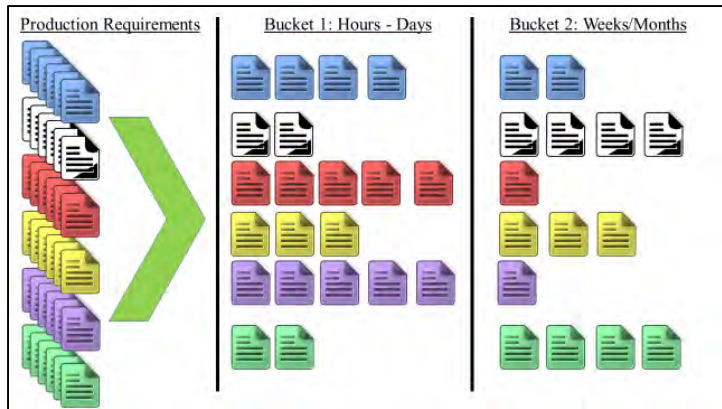 Production Requirements
Bucket 1: Hours - Days
Bucket 2: Weeks/Months